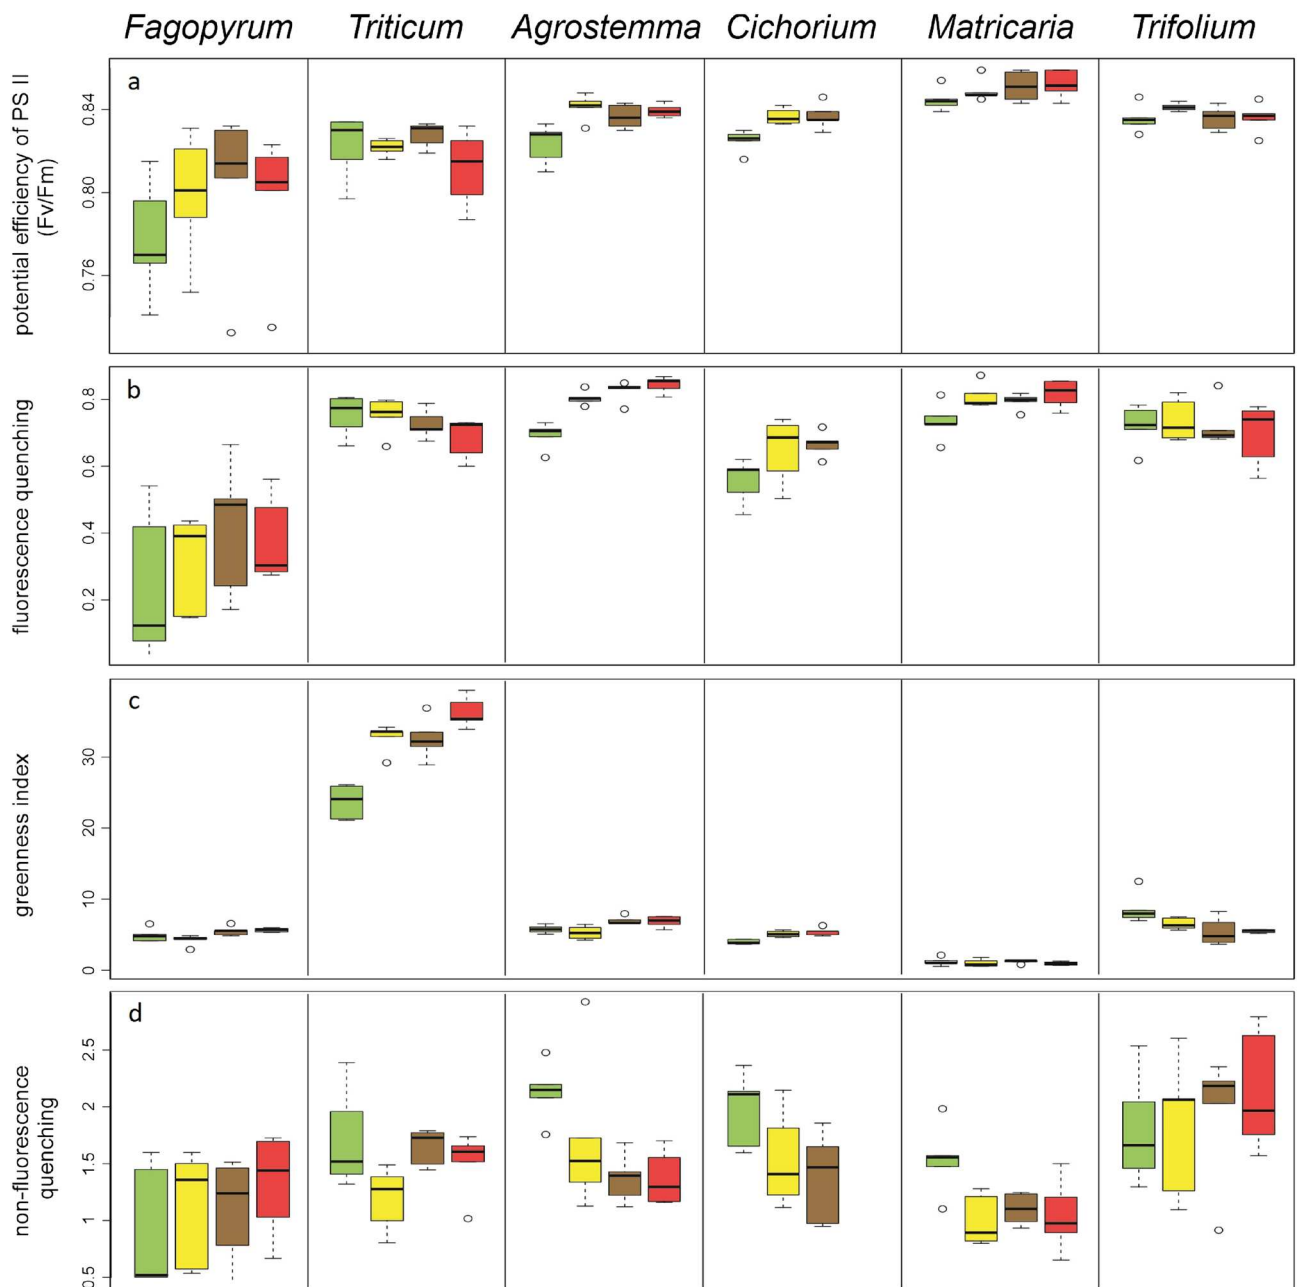 Fagopyrum Triticum Agrostemma Cichorium Matricaria Trifolium
a
potential efficiency of PS II
(Fv/Fm)
0.84
0.80
0.76
b
fluorescence quenching
0.8
0.6
0.4
0.2
c
greenness index
30
20
10
0
d
non-fluorescence
quenching
2.5
2
1.5
1
0.5